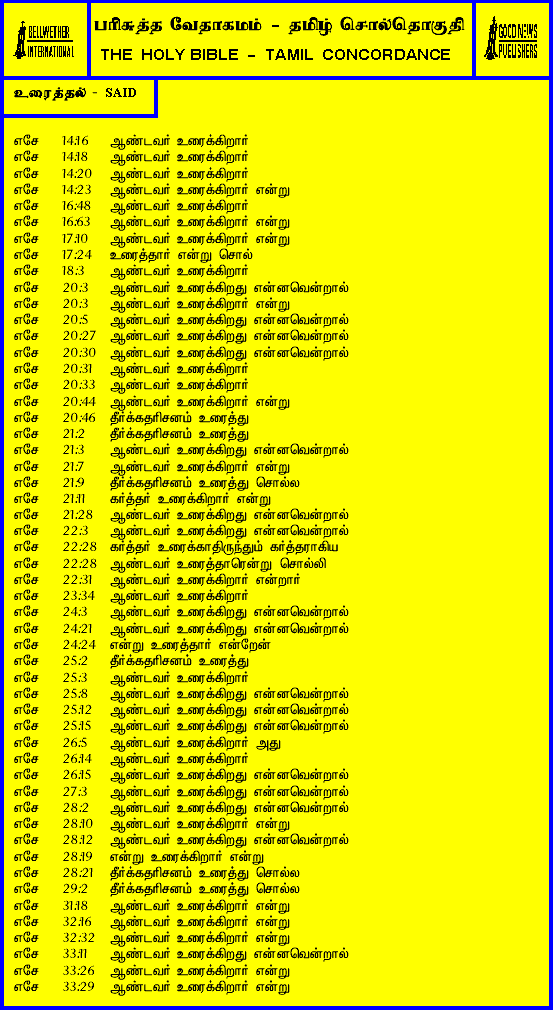 BELLWETHER
INTERNATIONAL
பரிசுத்த வேதாகமம் - தமிழ் சொல்தொகுதி
THE HOLY BIBLE - TAMIL CONCORDANCE
GOOD NEWS
PUBLISHERS
உரைத்தல் - SAID
எசே 14:16 ஆண்டவர் உரைக்கிறார்
எசே 14:18 ஆண்டவர் உரைக்கிறார்
எசே 14:20 ஆண்டவர் உரைக்கிறார்
எசே 14:23 ஆண்டவர் உரைக்கிறார் என்று
எசே 16:48 ஆண்டவர் உரைக்கிறார்
எசே 16:63 ஆண்டவர் உரைக்கிறார் என்று
எசே 17:10 ஆண்டவர் உரைக்கிறார் என்று
எசே 17:24 உரைத்தார் என்று சொல்
எசே 18:3 ஆண்டவர் உரைக்கிறார்
எசே 20:3 ஆண்டவர் உரைக்கிறது என்னவென்றால்
எசே 20:3 ஆண்டவர் உரைக்கிறார் என்று
எசே 20:5 ஆண்டவர் உரைக்கிறது என்னவென்றால்
எசே 20:27 ஆண்டவர் உரைக்கிறது என்னவென்றால்
எசே 20:30 ஆண்டவர் உரைக்கிறது என்னவென்றால்
எசே 20:31 ஆண்டவர் உரைக்கிறார்
எசே 20:33 ஆண்டவர் உரைக்கிறார்
எசே 20:44 ஆண்டவர் உரைக்கிறார் என்று
எசே 20:46 தீர்க்கதரிசனம் உரைத்து
எசே 21:2 தீர்க்கதரிசனம் உரைத்து
எசே 21:3 ஆண்டவர் உரைக்கிறது என்னவென்றால்
எசே 21:7 ஆண்டவர் உரைக்கிறார் என்று
எசே 21:9 தீர்க்கதரிசனம் உரைத்து சொல்ல
எசே 21:11 கர்த்தர் உரைக்கிறார் என்று
எசே 21:28 ஆண்டவர் உரைக்கிறது என்னவென்றால்
எசே 22:3 ஆண்டவர் உரைக்கிறது என்னவென்றால்
எசே 22:28 கர்த்தர் உரைக்காதிருந்தும் கர்த்தராகிய
எசே 22:28 ஆண்டவர் உரைத்தாரென்று சொல்லி
எசே 22:31 ஆண்டவர் உரைக்கிறார் என்றார்
எசே 23:34 ஆண்டவர் உரைக்கிறார்
எசே 24:3 ஆண்டவர் உரைக்கிறது என்னவென்றால்
எசே 24:21 ஆண்டவர் உரைக்கிறது என்னவென்றால்
எசே 24:24 என்று உரைத்தார் என்றேன்
எசே 25:2 தீர்க்கதரிசனம் உரைத்து
எசே 25:3 ஆண்டவர் உரைக்கிறார்
எசே 25:8 ஆண்டவர் உரைக்கிறது என்னவென்றால்
எசே 25:12 ஆண்டவர் உரைக்கிறது என்னவென்றால்
எசே 25:15 ஆண்டவர் உரைக்கிறது என்னவென்றால்
எசே 26:5 ஆண்டவர் உரைக்கிறார் அது
எசே 26:14 ஆண்டவர் உரைக்கிறார்
எசே 26:15 ஆண்டவர் உரைக்கிறது என்னவென்றால்
எசே 27:3 ஆண்டவர் உரைக்கிறது என்னவென்றால்
எசே 28:2 ஆண்டவர் உரைக்கிறது என்னவென்றால்
எசே 28:10 ஆண்டவர் உரைக்கிறார் என்று
எசே 28:12 ஆண்டவர் உரைக்கிறது என்னவென்றால்
எசே 28:19 என்று உரைக்கிறார் என்று
எசே 28:21 தீர்க்கதரிசனம் உரைத்து சொல்ல
எசே 29:2 தீர்க்கதரிசனம் உரைத்து சொல்ல
எசே 31:18 ஆண்டவர் உரைக்கிறார் என்று
எசே 32:16 ஆண்டவர் உரைக்கிறார் என்று
எசே 32:32 ஆண்டவர் உரைக்கிறார் என்று
எசே 33:11 ஆண்டவர் உரைக்கிறது என்னவென்றால்
எசே 33:26 ஆண்டவர் உரைக்கிறார் என்று
எசே 33:29 ஆண்டவர் உரைக்கிறார் என்று